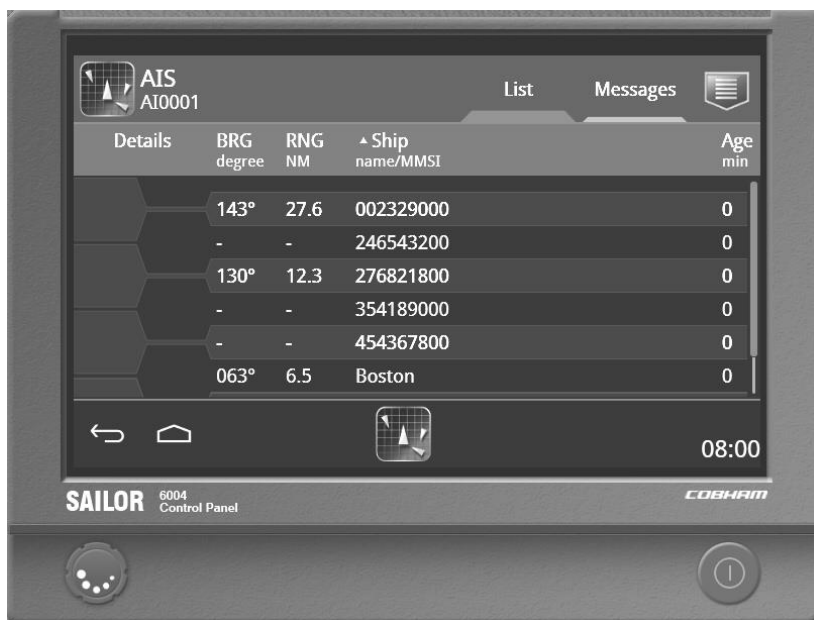 AIS
AI0001
List Messages
Details BRG RNG ▲ Ship Age
degree NM name/MMSI min
143° 27.6 002329000 0
- - 246543200 0
130° 12.3 276821800 0
- - 354189000 0
- - 454367800 0
063° 6.5 Boston 0
08:00
SAILOR 6004 COBHAM
Control Panel